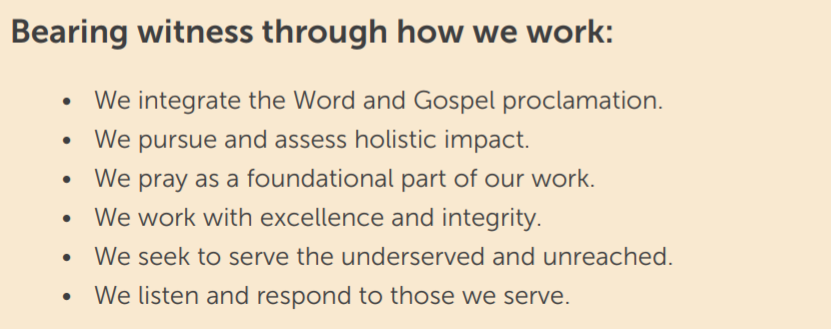 Bearing witness through how we work:
• We integrate the Word and Gospel proclamation.
• We pursue and assess holistic impact.
• We pray as a foundational part of our work.
• We work with excellence and integrity.
• We seek to serve the underserved and unreached.
• We listen and respond to those we serve.